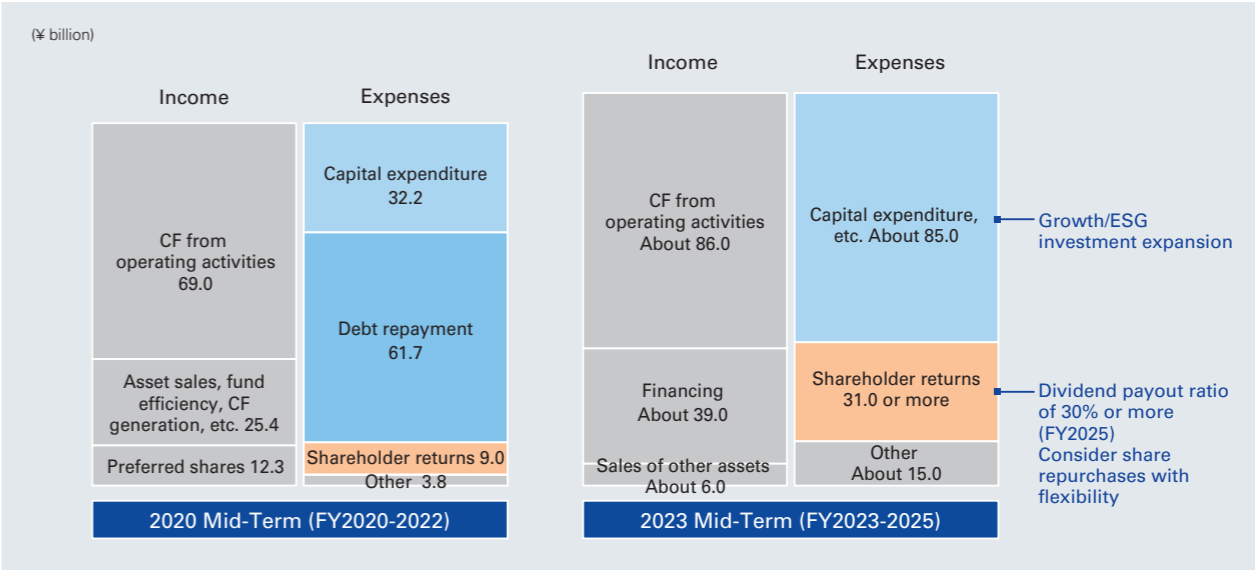 (¥ billion)
Income
Expenses
CF from
operating activities
69.0
Asset sales, fund
efficiency, CF
generation, etc. 25.4
Preferred shares 12.3
Capital expenditure
32.2
Debt repayment
61.7
Shareholder returns 9.0
Other 3.8
2020 Mid-Term (FY2020-2022)
Income
Expenses
CF from
operating activities
About 86.0
Financing
About 39.0
Sales of other assets
About 6.0
Capital expenditure,
etc. About 85.0
Shareholder returns
31.0 or more
Other
About 15.0
2023 Mid-Term (FY2023-2025)
Growth/ESG
investment expansion
Dividend payout ratio
of 30% or more
(FY2025)
Consider share
repurchases with
flexibility